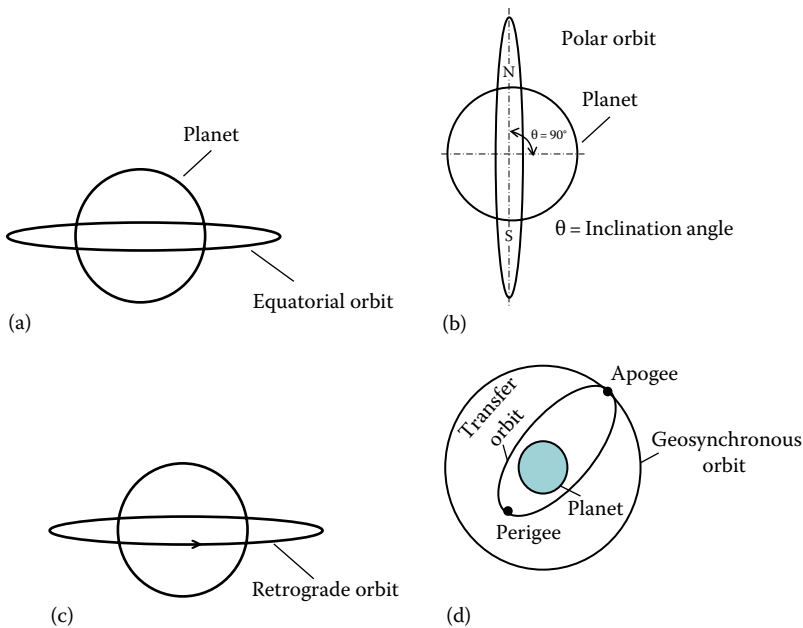 Planet
Equatorial orbit
(a)
Polar orbit
N
Planet
θ = 90°
S
θ = Inclination angle
(b)
Retrograde orbit
(c)
Apogee
Transfer
orbit
Geosynchronous
orbit
Planet
Perigee
(d)